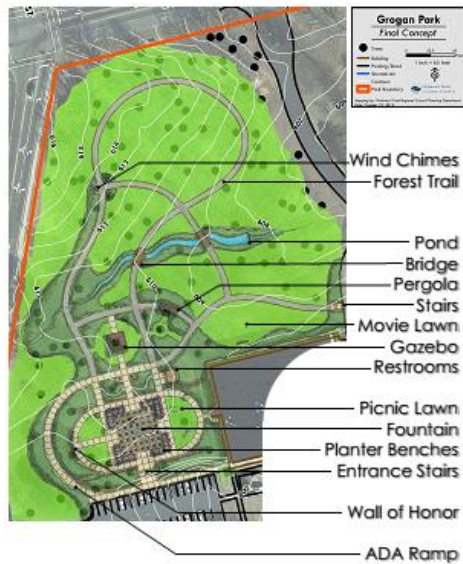 Grogan Park
Final Concept
Trees
Building
Parking/Street
Contours
Park Boundary
Wind Chimes
Forest Trail
Pond
Bridge
Pergola
Stairs
Movie Lawn
Gazebo
Restrooms
Picnic Lawn
Fountain
Planter Benches
Entrance Stairs
Wall of Honor
ADA Ramp